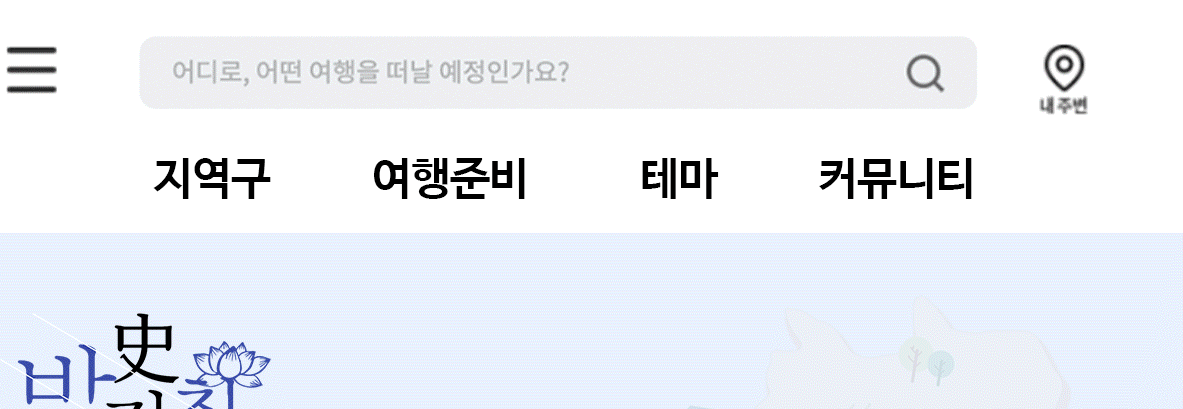 어디로, 어떤 여행을 떠날 예정인가요?
내 주변
지역구 여행준비 테마 커뮤니티
史
바